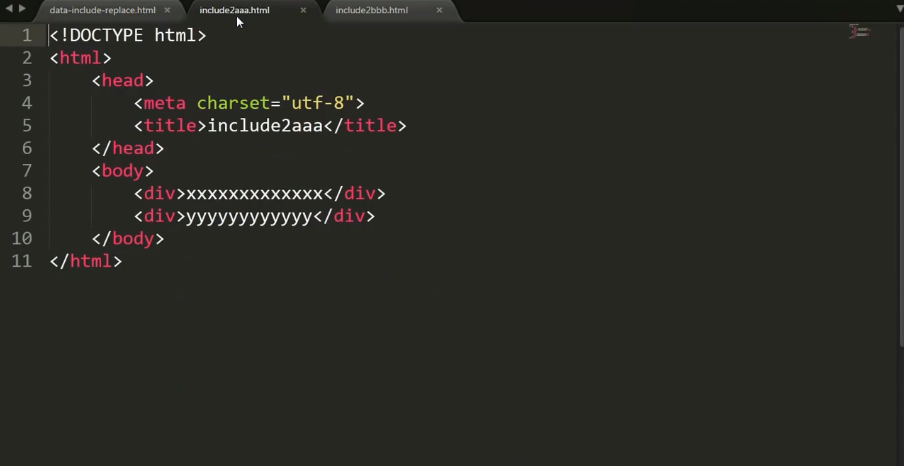 data-include-replace.html × include2aaa.html × include2bbb.html ×
1 <!DOCTYPE html>
2 <html>
3 <head>
4 <meta charset="utf-8">
5 <title>include2aaa</title>
6 </head>
7 <body>
8 <div>xxxxxxxxxxxxx</div>
9 <div>yyyyyyyyyyyy</div>
10 </body>
11 </html>